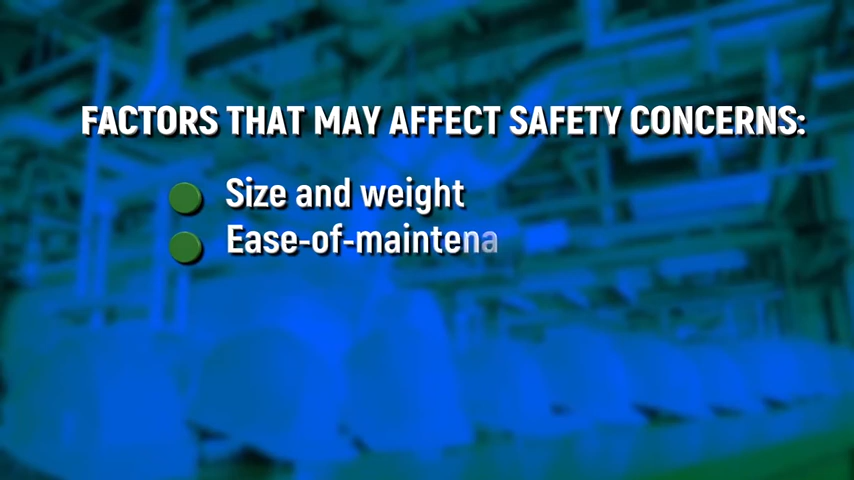 FACTORS THAT MAY AFFECT SAFETY CONCERNS:
Size and weight
Ease-of-maintena